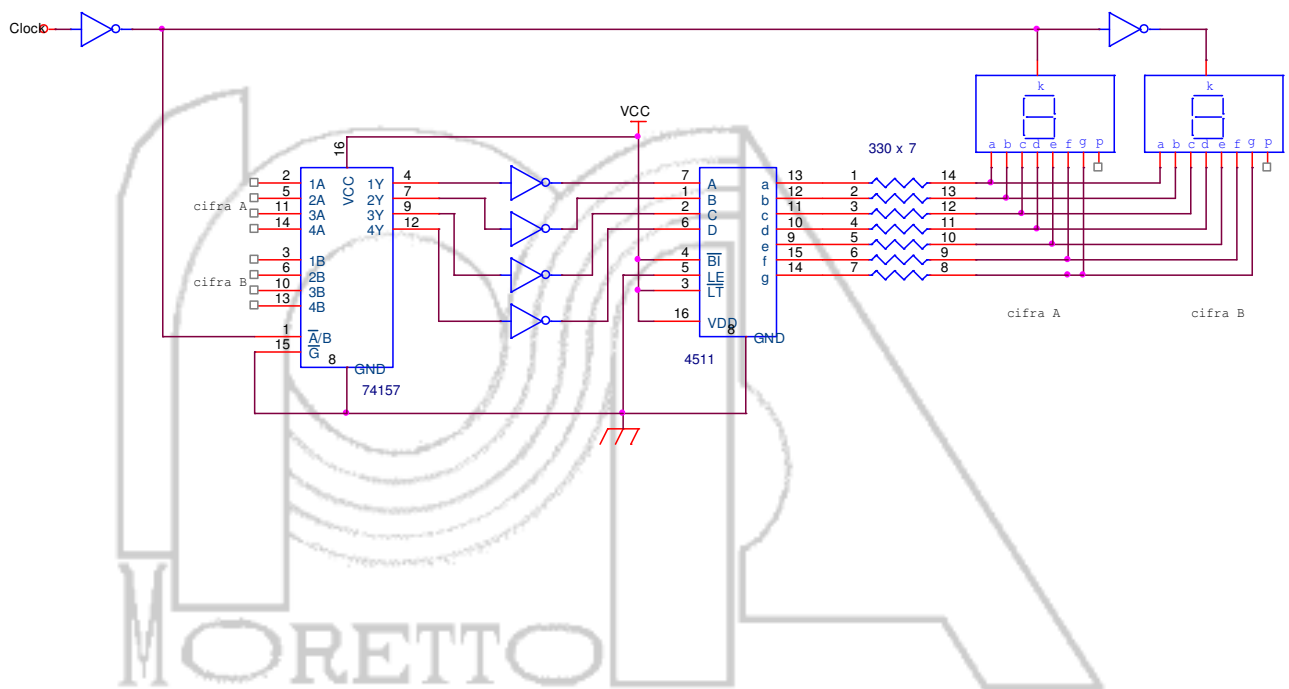 Clock
k
k
a b c d e f g p
a b c d e f g p
VCC
330 x 7
16
VCC
cifra A
2 1A 1Y 4
5 2A 2Y 7
11 3A 3Y 9
14 4A 4Y 12
cifra B
3 1B
6 2B
10 3B
13 4B
1 A/B
15 G
8 GND
74157
7 A a 13 1 14
1 B b 12 2 13
2 C c 11 3 12
6 D d 10 4 11
e 9 5 10
4 BI f 15 6 9
5 LE g 14 7 8
3 LT
16 VDD
8 GND
4511
cifra A
cifra B
MORETTO